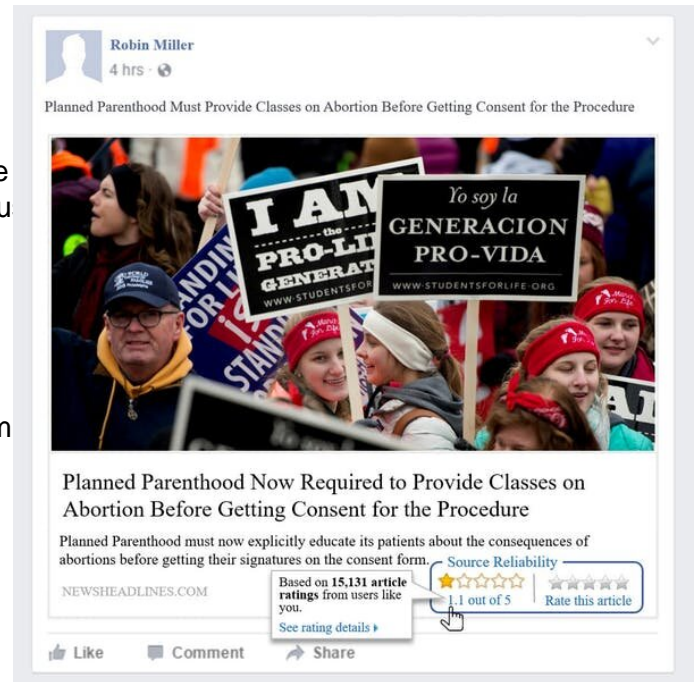 Robin Miller
4 hrs ·
Planned Parenthood Must Provide Classes on Abortion Before Getting Consent for the Procedure
I AM
the
PRO-LI
GENERAT
WWW·STUDENTSFOR
Yo soy la
GENERACION
PRO-VIDA
WWW·STUDENTSFORLIFE·ORG
Planned Parenthood Now Required to Provide Classes on
Abortion Before Getting Consent for the Procedure
Planned Parenthood must now explicitly educate its patients about the consequences of
abortions before getting their signatures on the consent form.
Source Reliability
1.1 out of 5
Rate this article
Based on 15,131 article
ratings from users like
you.
See rating details
NEWSHEADLINES.COM
Like Comment Share